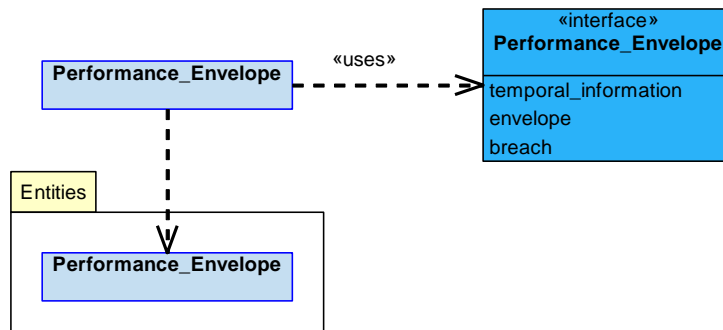 «interface»
Performance_Envelope
«uses»
Performance_Envelope
temporal_information
envelope
breach
Entities
Performance_Envelope